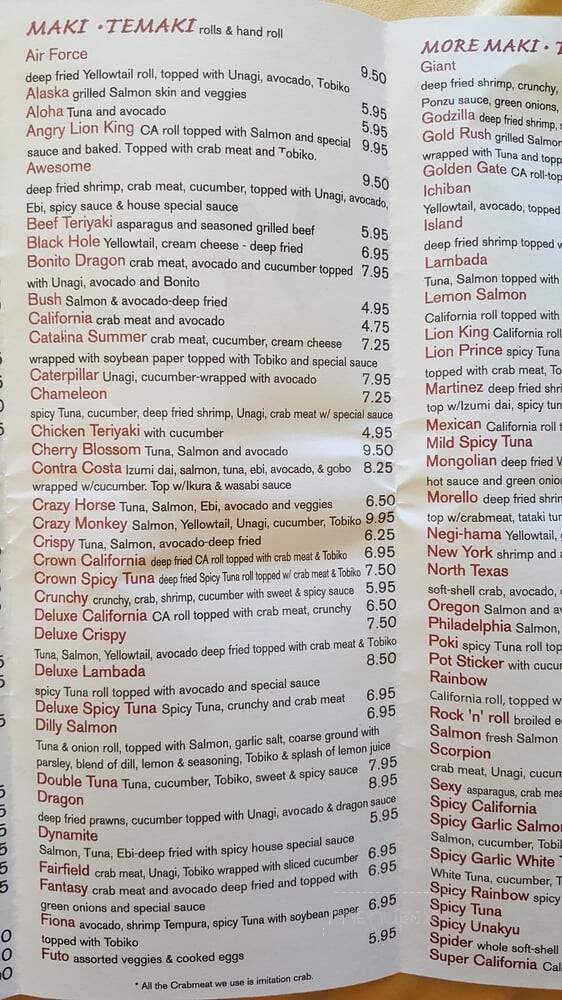 MAKI • TEMAKI rolls & hand roll
Air Force 9.50
deep fried Yellowtail roll, topped with Unagi, avocado, Tobiko
Alaska grilled Salmon skin and veggies 5.95
Aloha Tuna and avocado 5.95
Angry Lion King CA roll topped with Salmon and special 9.95
sauce and baked. Topped with crab meat and Tobiko.
Awesome 9.50
deep fried shrimp, crab meat, cucumber, topped with Unagi, avocado,
Ebi, spicy sauce & house special sauce
Beef Teriyaki asparagus and seasoned grilled beef 5.95
Black Hole Yellowtail, cream cheese - deep fried 6.95
Bonito Dragon crab meat, avocado and cucumber topped 7.95
with Unagi, avocado and Bonito
Bush Salmon & avocado-deep fried 4.95
California crab meat and avocado 4.75
Catalina Summer crab meat, cucumber, cream cheese 7.25
wrapped with soybean paper topped with Tobiko and special sauce
Caterpillar Unagi, cucumber-wrapped with avocado 7.95
Chameleon 7.25
spicy Tuna, cucumber, deep fried shrimp, Unagi, crab meat w/ special sauce
Chicken Teriyaki with cucumber 4.95
Cherry Blossom Tuna, Salmon and avocado 9.50
Contra Costa Izumi dai, salmon, tuna, ebi, avocado, & gobo 8.25
wrapped w/cucumber. Top w/Ikura & wasabi sauce
Crazy Horse Tuna, Salmon, Ebi, avocado and veggies 6.50
Crazy Monkey Salmon, Yellowtail, Unagi, cucumber, Tobiko 9.95
Crispy Tuna, Salmon, avocado-deep fried 6.25
Crown California deep fried CA roll topped with crab meat & Tobiko 6.95
Crown Spicy Tuna deep fried Spicy Tuna roll topped w/ crab meat & Tobiko 7.50
Crunchy crunchy, crab, shrimp, cucumber with sweet & spicy sauce 5.95
Deluxe California CA roll topped with crab meat, crunchy 6.50
Deluxe Crispy 7.50
Tuna, Salmon, Yellowtail, avocado deep fried topped with crab meat & Tobiko
Deluxe Lambada 8.50
spicy Tuna roll topped with avocado and special sauce
Deluxe Spicy Tuna Spicy Tuna, crunchy and crab meat 6.95
Dilly Salmon 6.95
Tuna & onion roll, topped with Salmon, garlic salt, coarse ground with
parsley, blend of dill, lemon & seasoning, Tobiko & splash of lemon juice
Double Tuna Tuna, cucumber, Tobiko, sweet & spicy sauce 7.95
Dragon 8.95
deep fried prawns, cucumber topped with Unagi, avocado & dragon sauce
Dynamite 5.95
Salmon, Tuna, Ebi-deep fried with spicy house special sauce
Fairfield crab meat, Unagi, Tobiko wrapped with sliced cucumber 6.95
Fantasy crab meat and avocado deep fried and topped with 6.95
green onions and special sauce
Fiona avocado, shrimp Tempura, spicy Tuna with soybean paper 6.95
topped with Tobiko
Futo assorted veggies & cooked eggs 5.95
* All the Crabmeat we use is imitation crab.
MORE MAKI •
Giant
deep fried shrimp, crunchy,
Ponzu sauce, green onions,
Godzilla deep fried shrimp,
Gold Rush grilled Salmon
wrapped with Tuna and topp
Golden Gate CA roll-top
Ichiban
Yellowtail, avocado, topped
Island
deep fried shrimp topped w
Lambada
Tuna, Salmon topped with
Lemon Salmon
California roll topped with
Lion King California roll
Lion Prince spicy Tuna
topped with crab meat, To
Martinez deep fried shri
top w/Izumi dai, spicy tun
Mexican California roll t
Mild Spicy Tuna
Mongolian deep fried
hot sauce and green onio
Morello deep fried shrim
top w/crabmeat, tataki tun
Negi-hama Yellowtail,
New York shrimp and a
North Texas
soft-shell crab, avocado,
Oregon Salmon and av
Philadelphia Salmon,
Poki spicy Tuna roll top
Pot Sticker with cucum
Rainbow
California roll, topped w
Rock 'n' roll broiled e
Salmon fresh Salmon
Scorpion
crab meat, Unagi, cucum
Sexy asparagus, crab mea
Spicy California
Spicy Garlic Salmo
Salmon, cucumber, Tobi
Spicy Garlic White T
White Tuna, cucumber, T
Spicy Rainbow spicy
Spicy Tuna
Spicy Unakyu
Spider whole soft-shell
Super California Cal